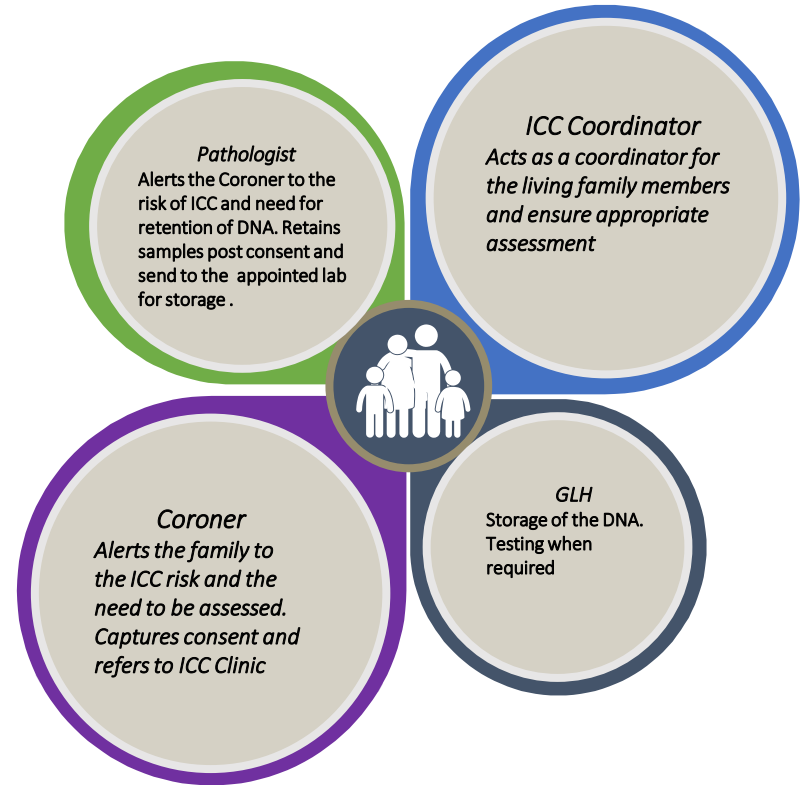 Pathologist
Alerts the Coroner to the
risk of ICC and need for
retention of DNA. Retains
samples post consent and
send to the  appointed lab
for storage .
ICC Coordinator
Acts as a coordinator for
the living family members
and ensure appropriate
assessment
Coroner
Alerts the family to
the ICC risk and the
need to be assessed.
Captures consent and
refers to ICC Clinic
GLH
Storage of the DNA.
Testing when
required